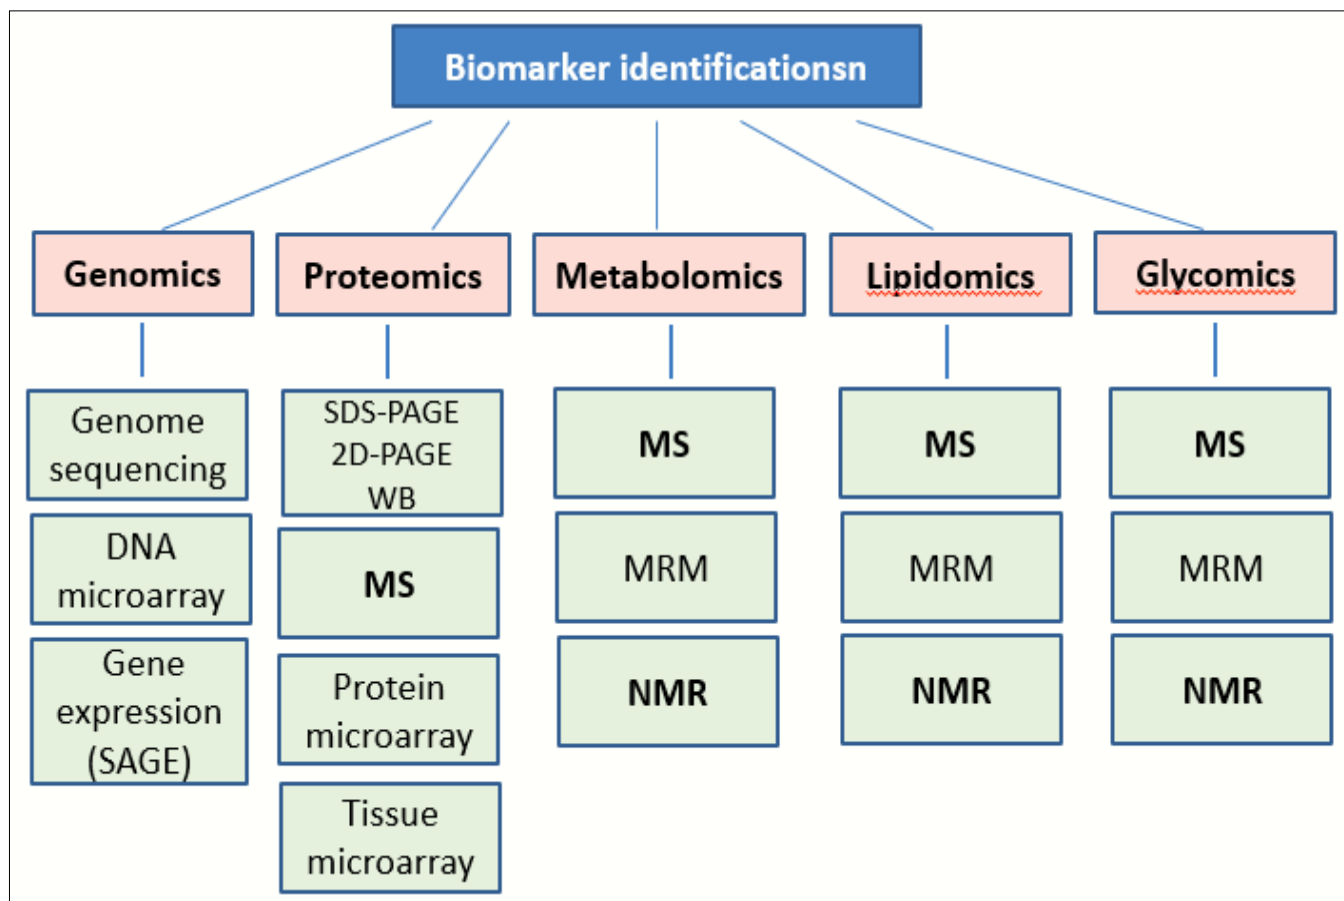 Biomarker identificationsn
Genomics
Proteomics
Metabolomics
Lipidomics
Glycomics
Genome
sequencing
DNA
microarray
Gene
expression
(SAGE)
SDS-PAGE
2D-PAGE
WB
MS
Protein
microarray
Tissue
microarray
MS
MRM
NMR
MS
MRM
NMR
MS
MRM
NMR